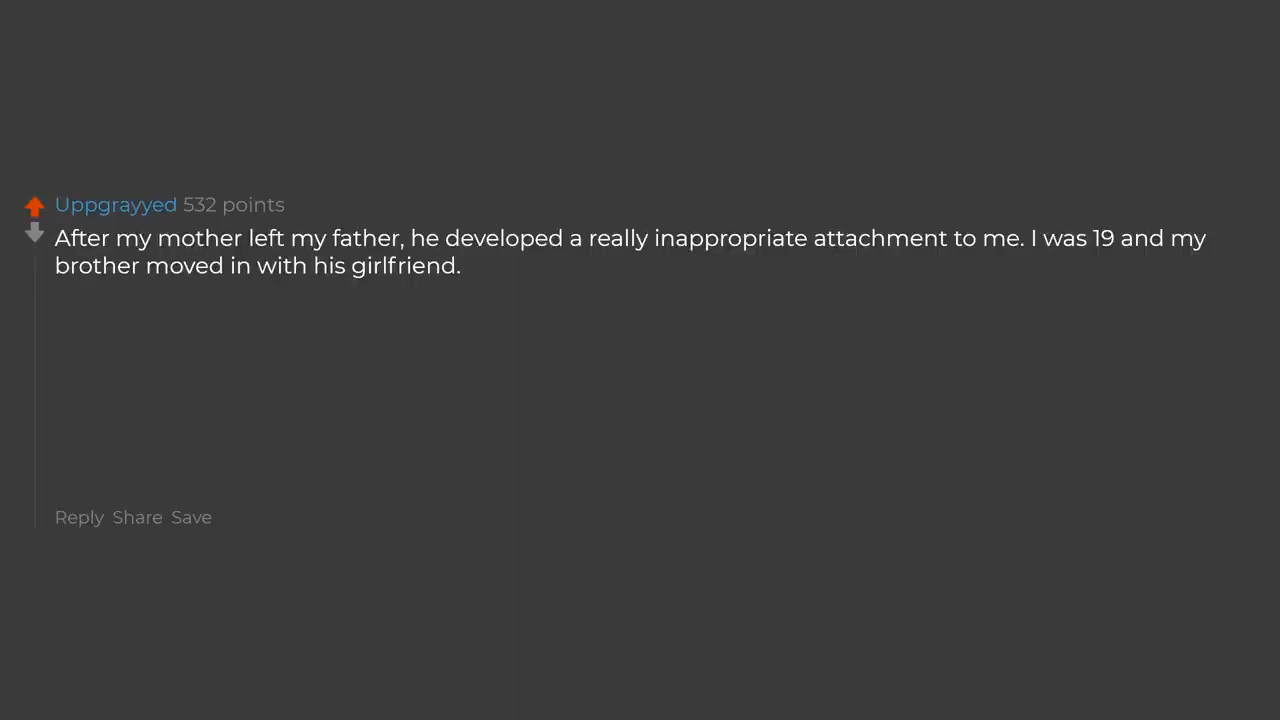 Uppgrayyed 532 points
After my mother left my father, he developed a really inappropriate attachment to me. I was 19 and my
brother moved in with his girlfriend.
Reply Share Save